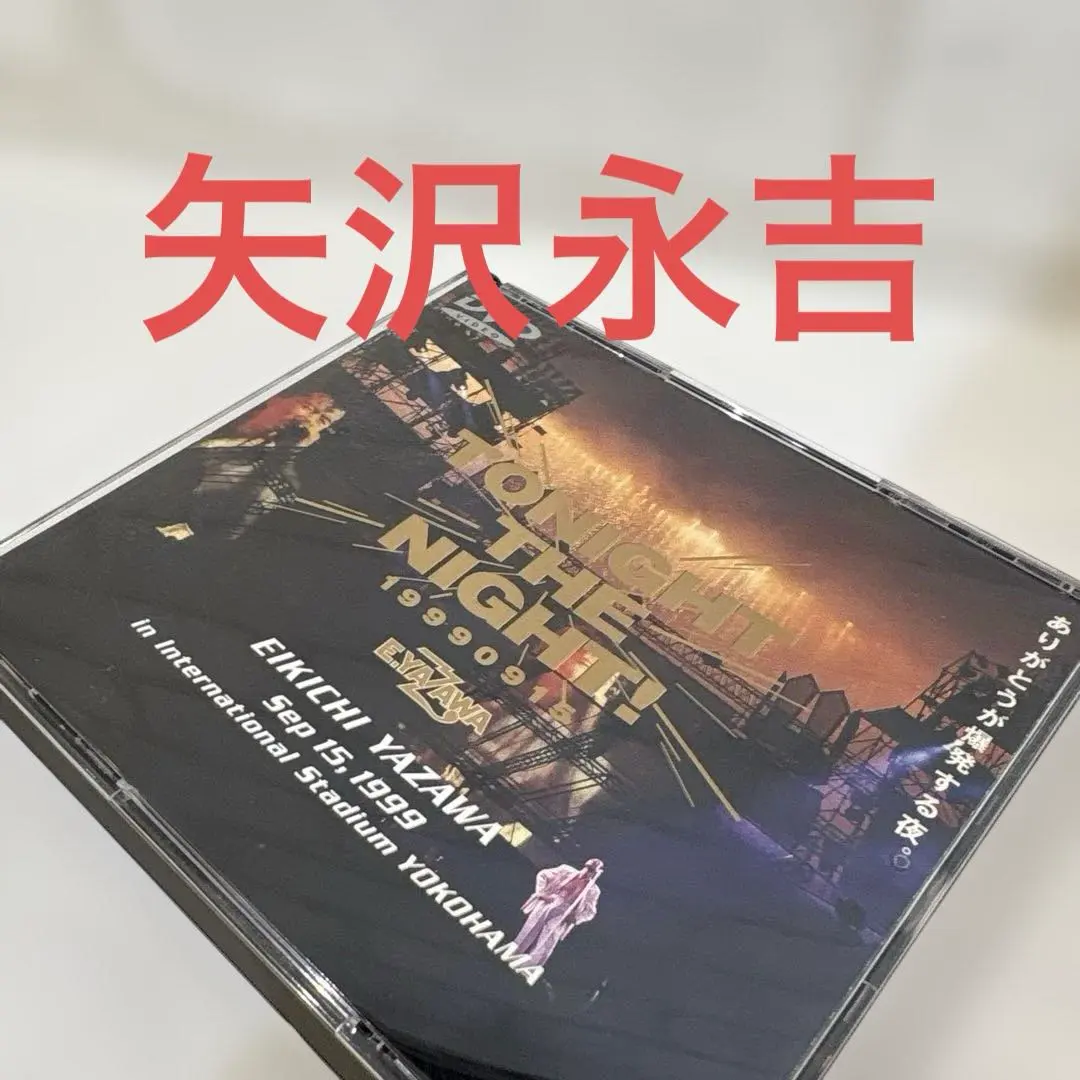 矢沢永吉
DVD
VIDEO
TONIGHT
THE
NIGHT!
19990915
E.YAZAWA
EIKICHI YAZAWA
Sep 15, 1999
in International Stadium YOKOHAMA
ありがとうが爆発する夜。